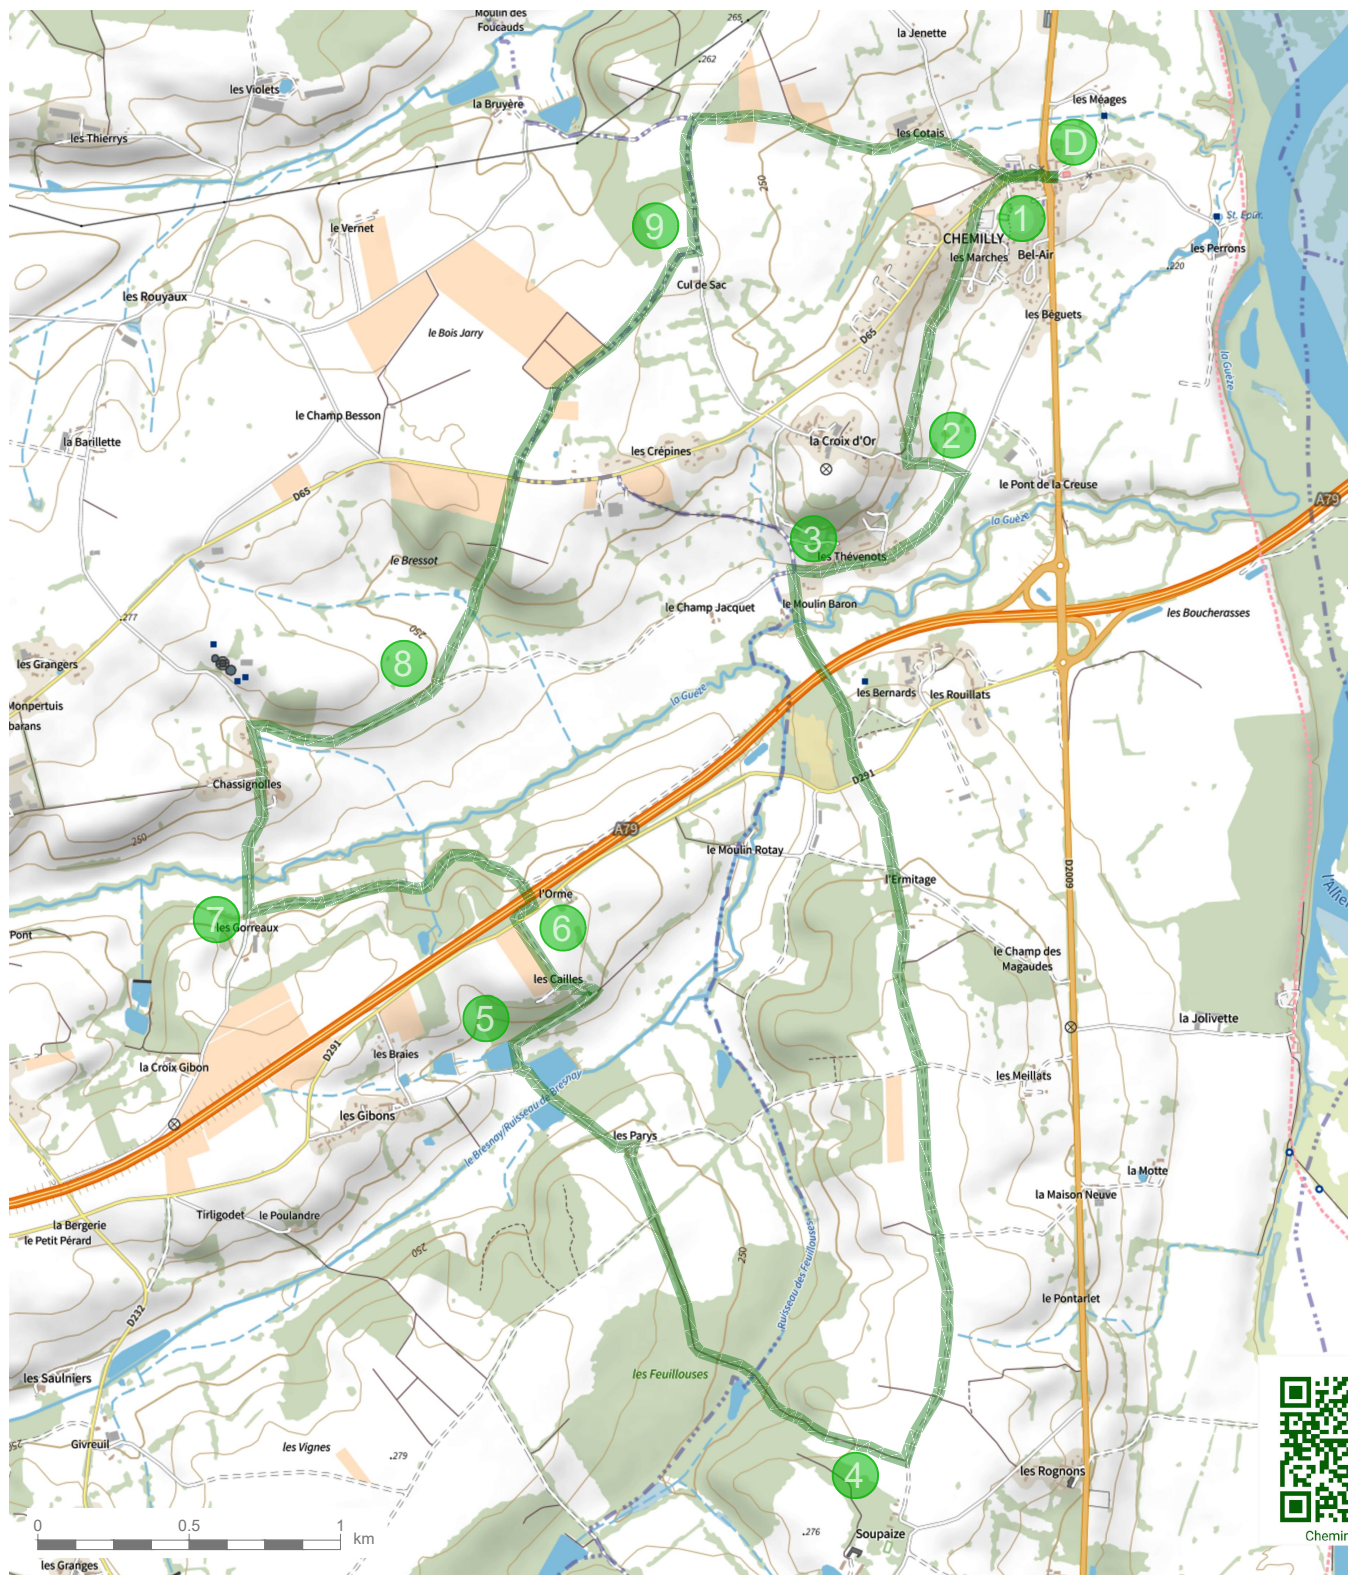 Moulin des
Foucauds
265
la Jenette
262
les Violets
la Bruyère
les Méages
les Thierrys
les Cotais
D
250
1
St. Epur.
le Vernet
9
CHEMILLY
les Marches
Bel-Air
les Perrons
220
Cul de Sac
les Rouyaux
les Béguets
le Bois Jarry
D65
la Guèze
le Champ Besson
la Barillette
la Croix d'Or
2
les Crépines
le Pont de la Creuse
D65
A79
la Guèze
3
les Thévenots
le Bressot
le Champ Jacquet
le Moulin Baron
les Boucherasses
277
250
8
les Grangers
la Guèze
les Bernards
les Rouillats
Monpertuis
barans
Chassignolles
D291
250
A79
le Moulin Rotay
D2009
l'Ermitage
l'Orme
l'Allier
7
les Gorreaux
6
Pont
le Champ des
Magaudes
les Cailles
5
la Jolivette
D291
les Braies
la Croix Gibon
les Meillats
le Bresnay/Ruisseau de Bresnay
les Gibons
les Parys
la Motte
la Maison Neuve
Tirligodet
le Poulandre
la Bergerie
le Petit Pérard
250
250
Ruisseau des Feuillouses
D232
le Pontarlet
les Saulniers
les Feuillouses
250
Givreuil
les Vignes
279
4
les Rognons
276
Soupaize
0
0.5
1
km
Chemin
les Granges